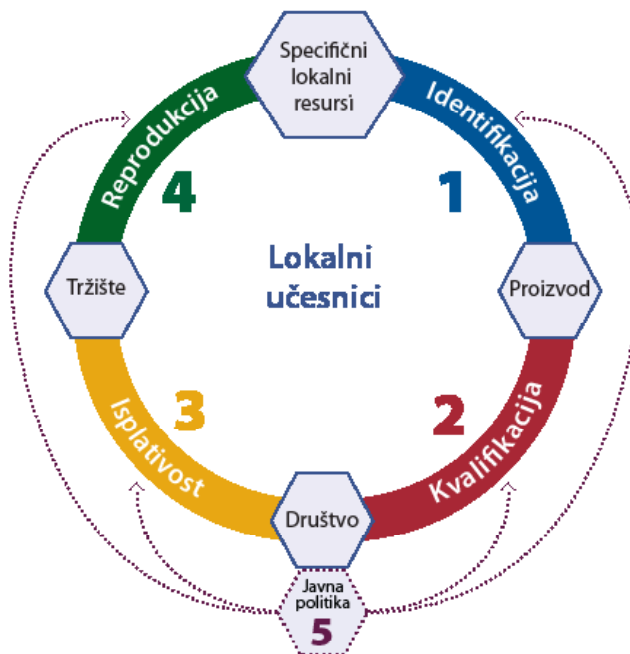 Specifični
lokalni
resursi
Identifikacija
1
Proizvod
Kvalifikacija
2
Društvo
Isplativost
3
Tržište
Reprodukcija
4
Lokalni
učesnici
Javna
politika
5